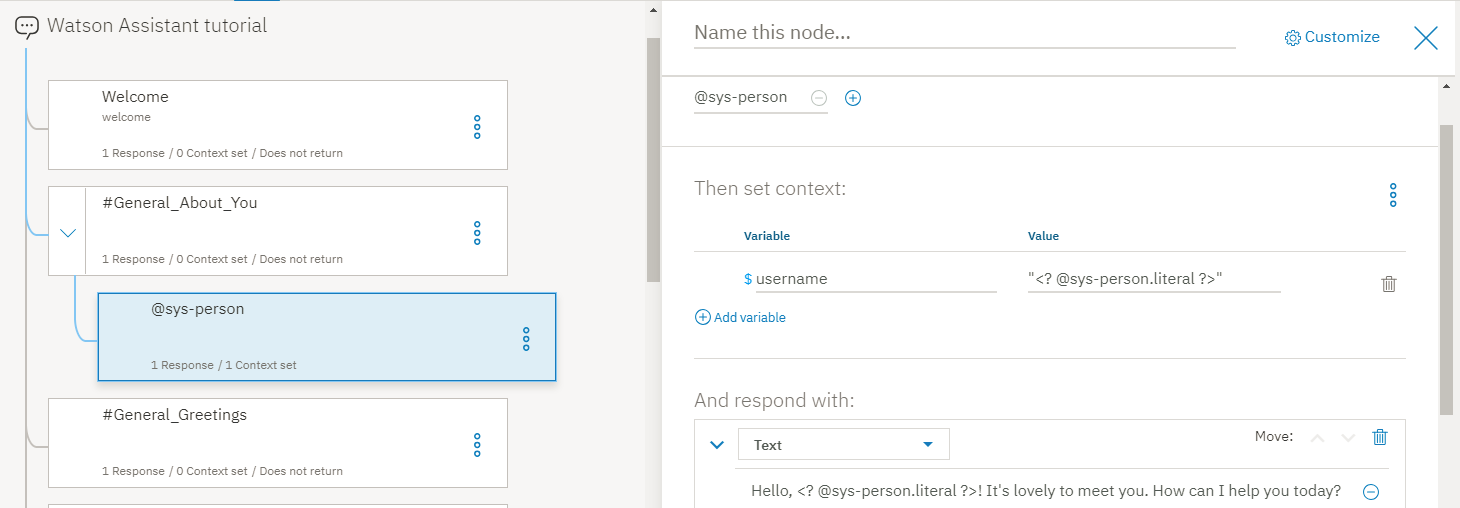 Watson Assistant tutorial
Welcome
welcome
1 Response / 0 Context set / Does not return
#General_About_You
1 Response / 0 Context set / Does not return
@sys-person
1 Response / 1 Context set
#General_Greetings
1 Response / 0 Context set / Does not return
Name this node...
Customize
@sys-person
Then set context:
Variable Value
$ username "<? @sys-person.literal ?>"
Add variable
And respond with:
Text
Move:
Hello, <? @sys-person.literal ?>! It's lovely to meet you. How can I help you today?